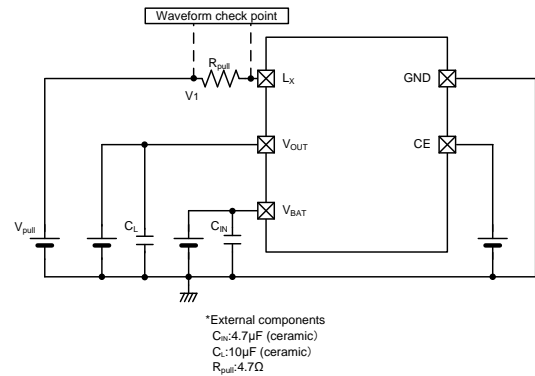 Waveform check point
Rpull
V1
LX
GND
VOUT
CE
VBAT
Vpull
CL
CIN
*External components
CIN:4.7μF (ceramic）
CL:10μF (ceramic）
Rpull:4.7Ω